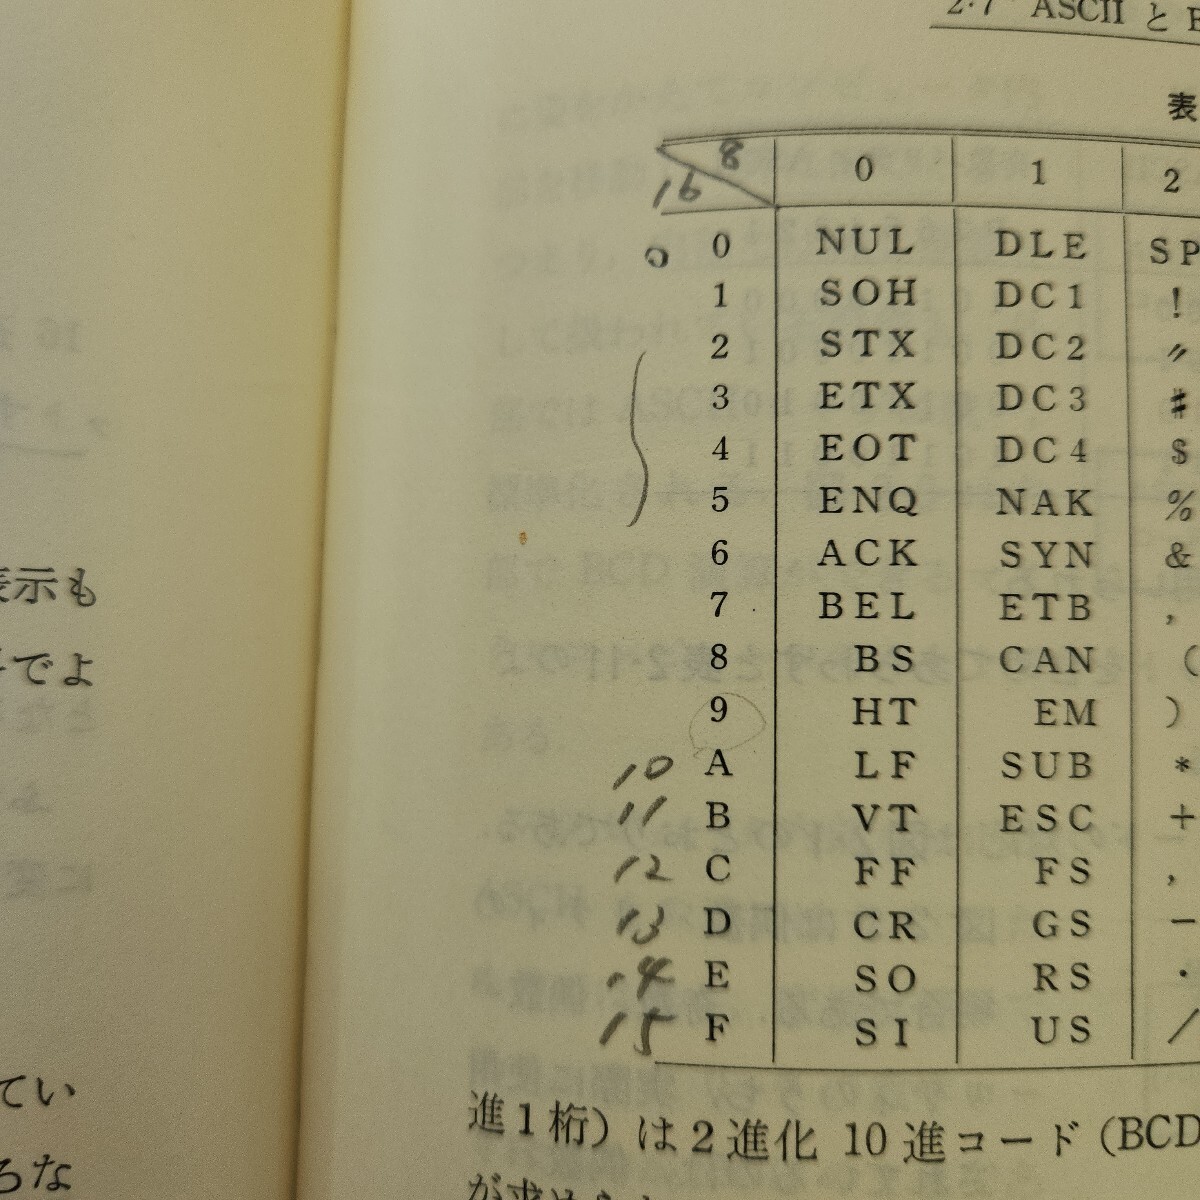 2·7 ASCII と
表
8
16 0 1 2
0 0 NUL DLE SP
1 SOH DC1 !
2 STX DC2 〃
3 ETX DC3 #
4 EOT DC4 $
5 ENQ NAK %
6 ACK SYN &
7 BEL ETB ,
8 BS CAN (
9 HT EM )
10 A LF SUB *
11 B VT ESC +
12 C FF FS ,
13 D CR GS −
14 E SO RS ·
15 F SI US /
進1桁)は2進化 10 進コード(BCD
示も
でよ
てい
ろな